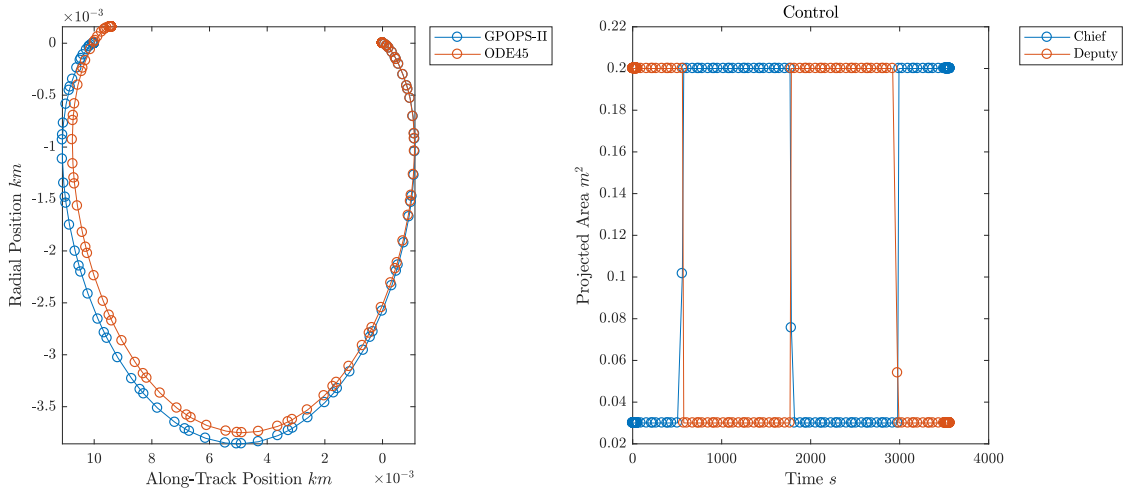 ×10⁻³
0
-0.5
-1
-1.5
-2
-2.5
-3
-3.5
Radial Position km
10 8 6 4 2 0
Along-Track Position km
×10⁻³
GPOPS-II
ODE45
Control
0.22
0.2
0.18
0.16
0.14
0.12
0.1
0.08
0.06
0.04
0.02
Projected Area m²
0 1000 2000 3000 4000
Time s
Chief
Deputy